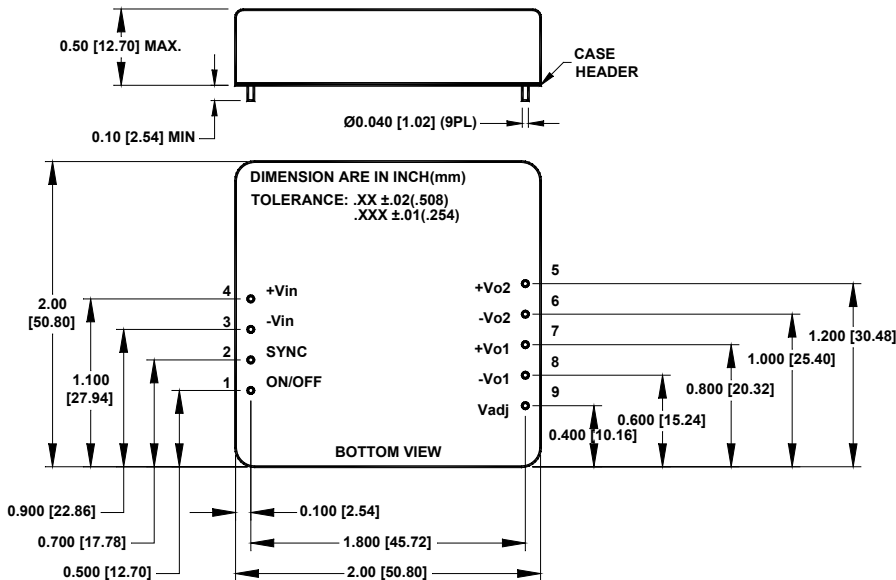 0.50 [12.70] MAX.
CASE
HEADER
0.10 [2.54] MIN
Ø0.040 [1.02] (9PL)
DIMENSION ARE IN INCH(mm)
TOLERANCE: .XX ±.02(.508)
.XXX ±.01(.254)
2.00
[50.80]
4 +Vin
3 -Vin
2 SYNC
1 ON/OFF
1.100
[27.94]
+Vo2 5
-Vo2 6
+Vo1 7
-Vo1 8
Vadj 9
1.200 [30.48]
1.000 [25.40]
0.800 [20.32]
0.600 [15.24]
0.400 [10.16]
BOTTOM VIEW
0.900 [22.86]
0.700 [17.78]
0.500 [12.70]
0.100 [2.54]
1.800 [45.72]
2.00 [50.80]